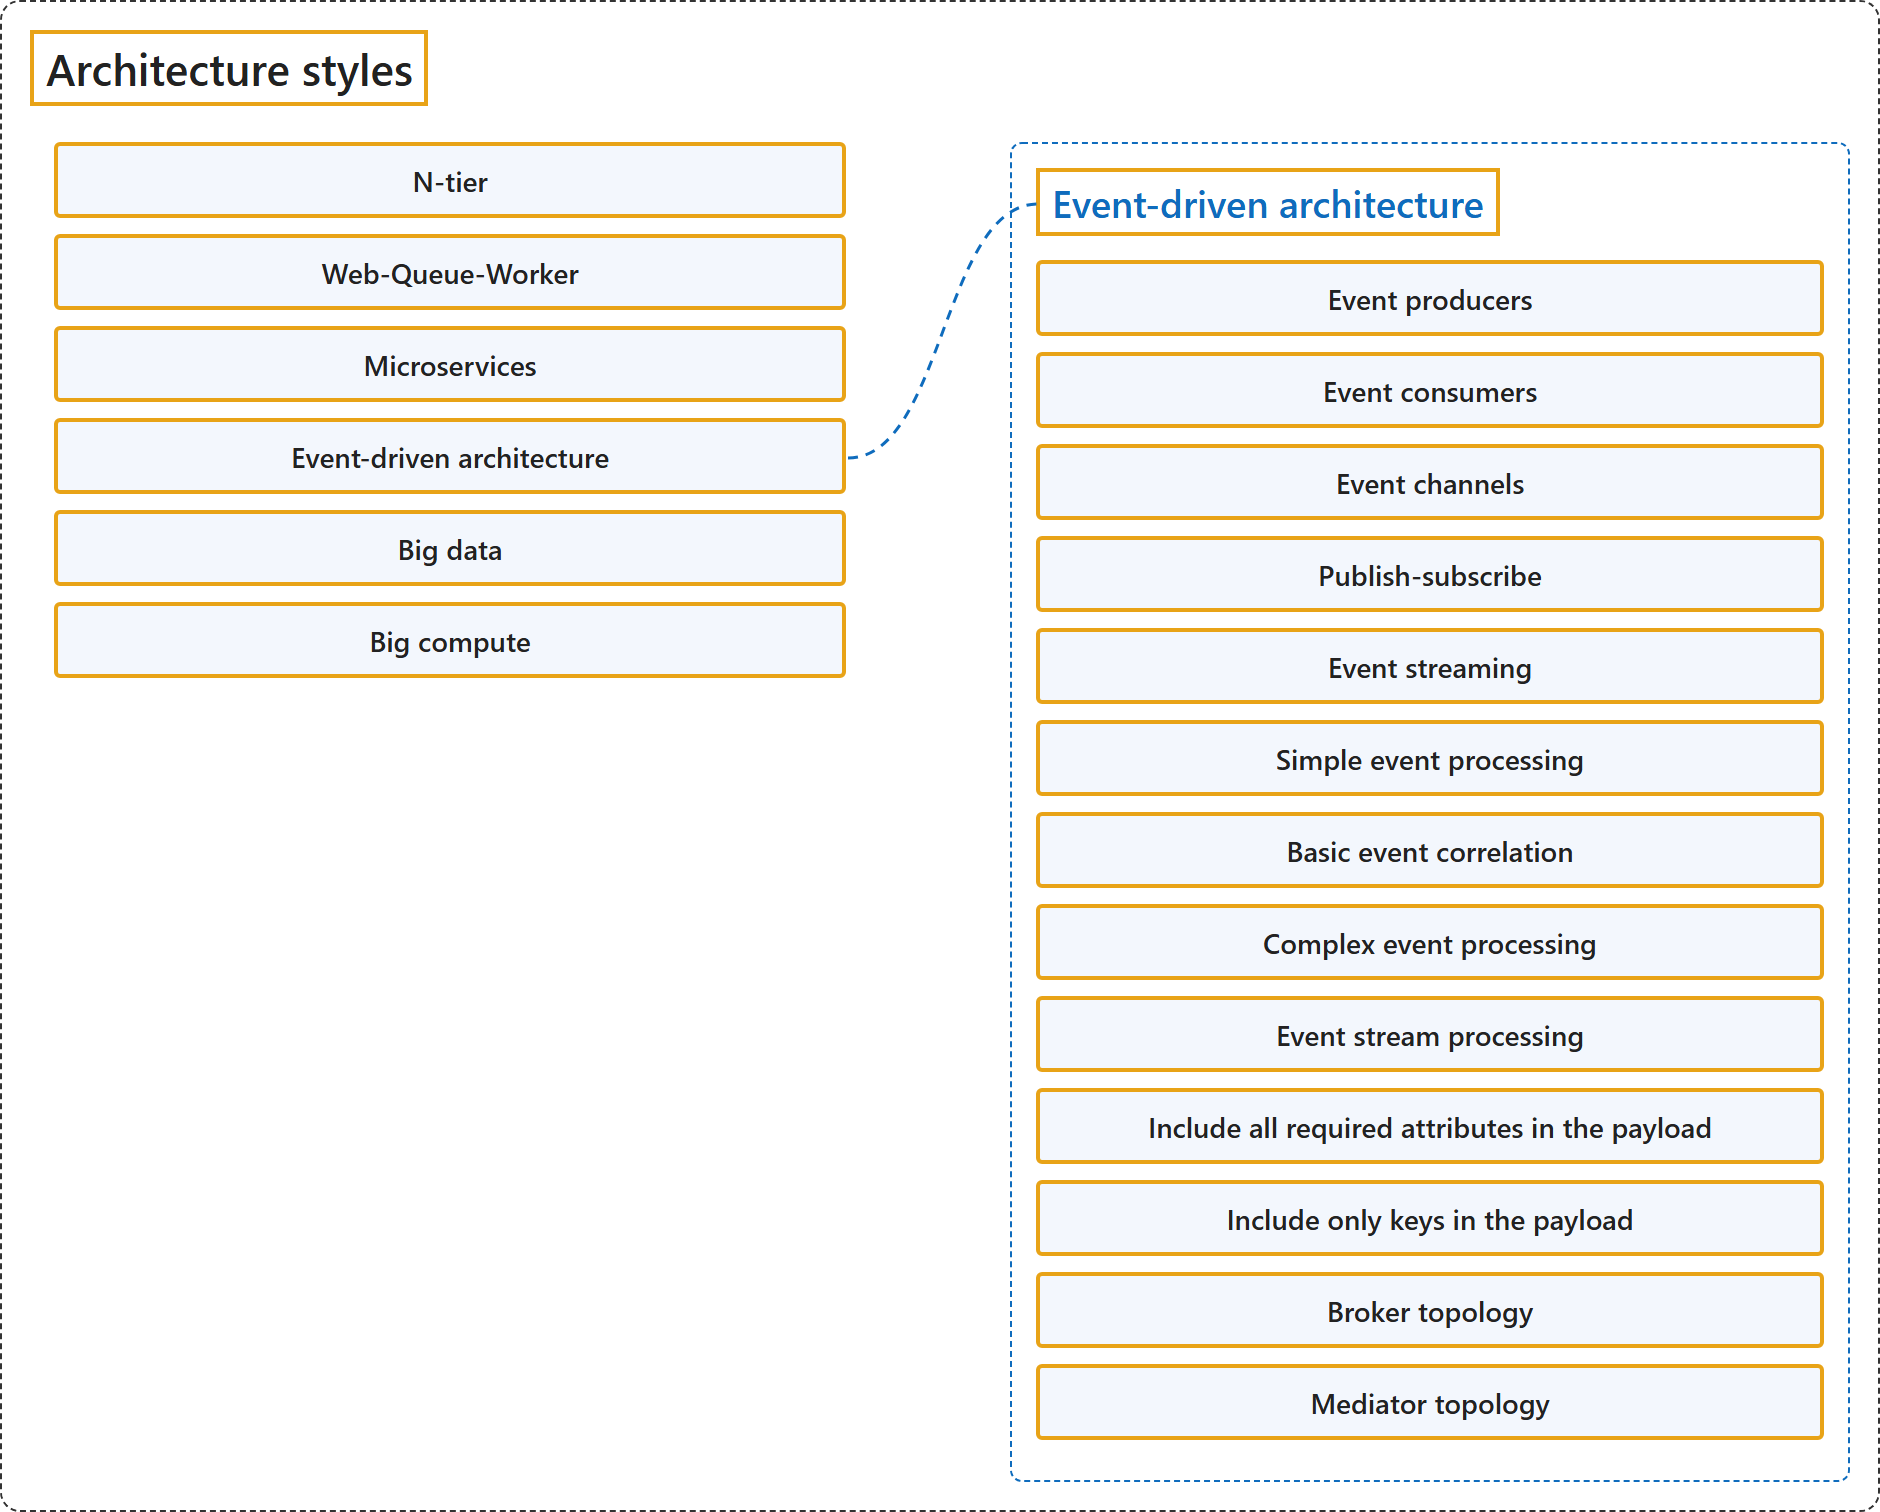 Architecture styles
N-tier
Web-Queue-Worker
Microservices
Event-driven architecture
Big data
Big compute
Event-driven architecture
Event producers
Event consumers
Event channels
Publish-subscribe
Event streaming
Simple event processing
Basic event correlation
Complex event processing
Event stream processing
Include all required attributes in the payload
Include only keys in the payload
Broker topology
Mediator topology